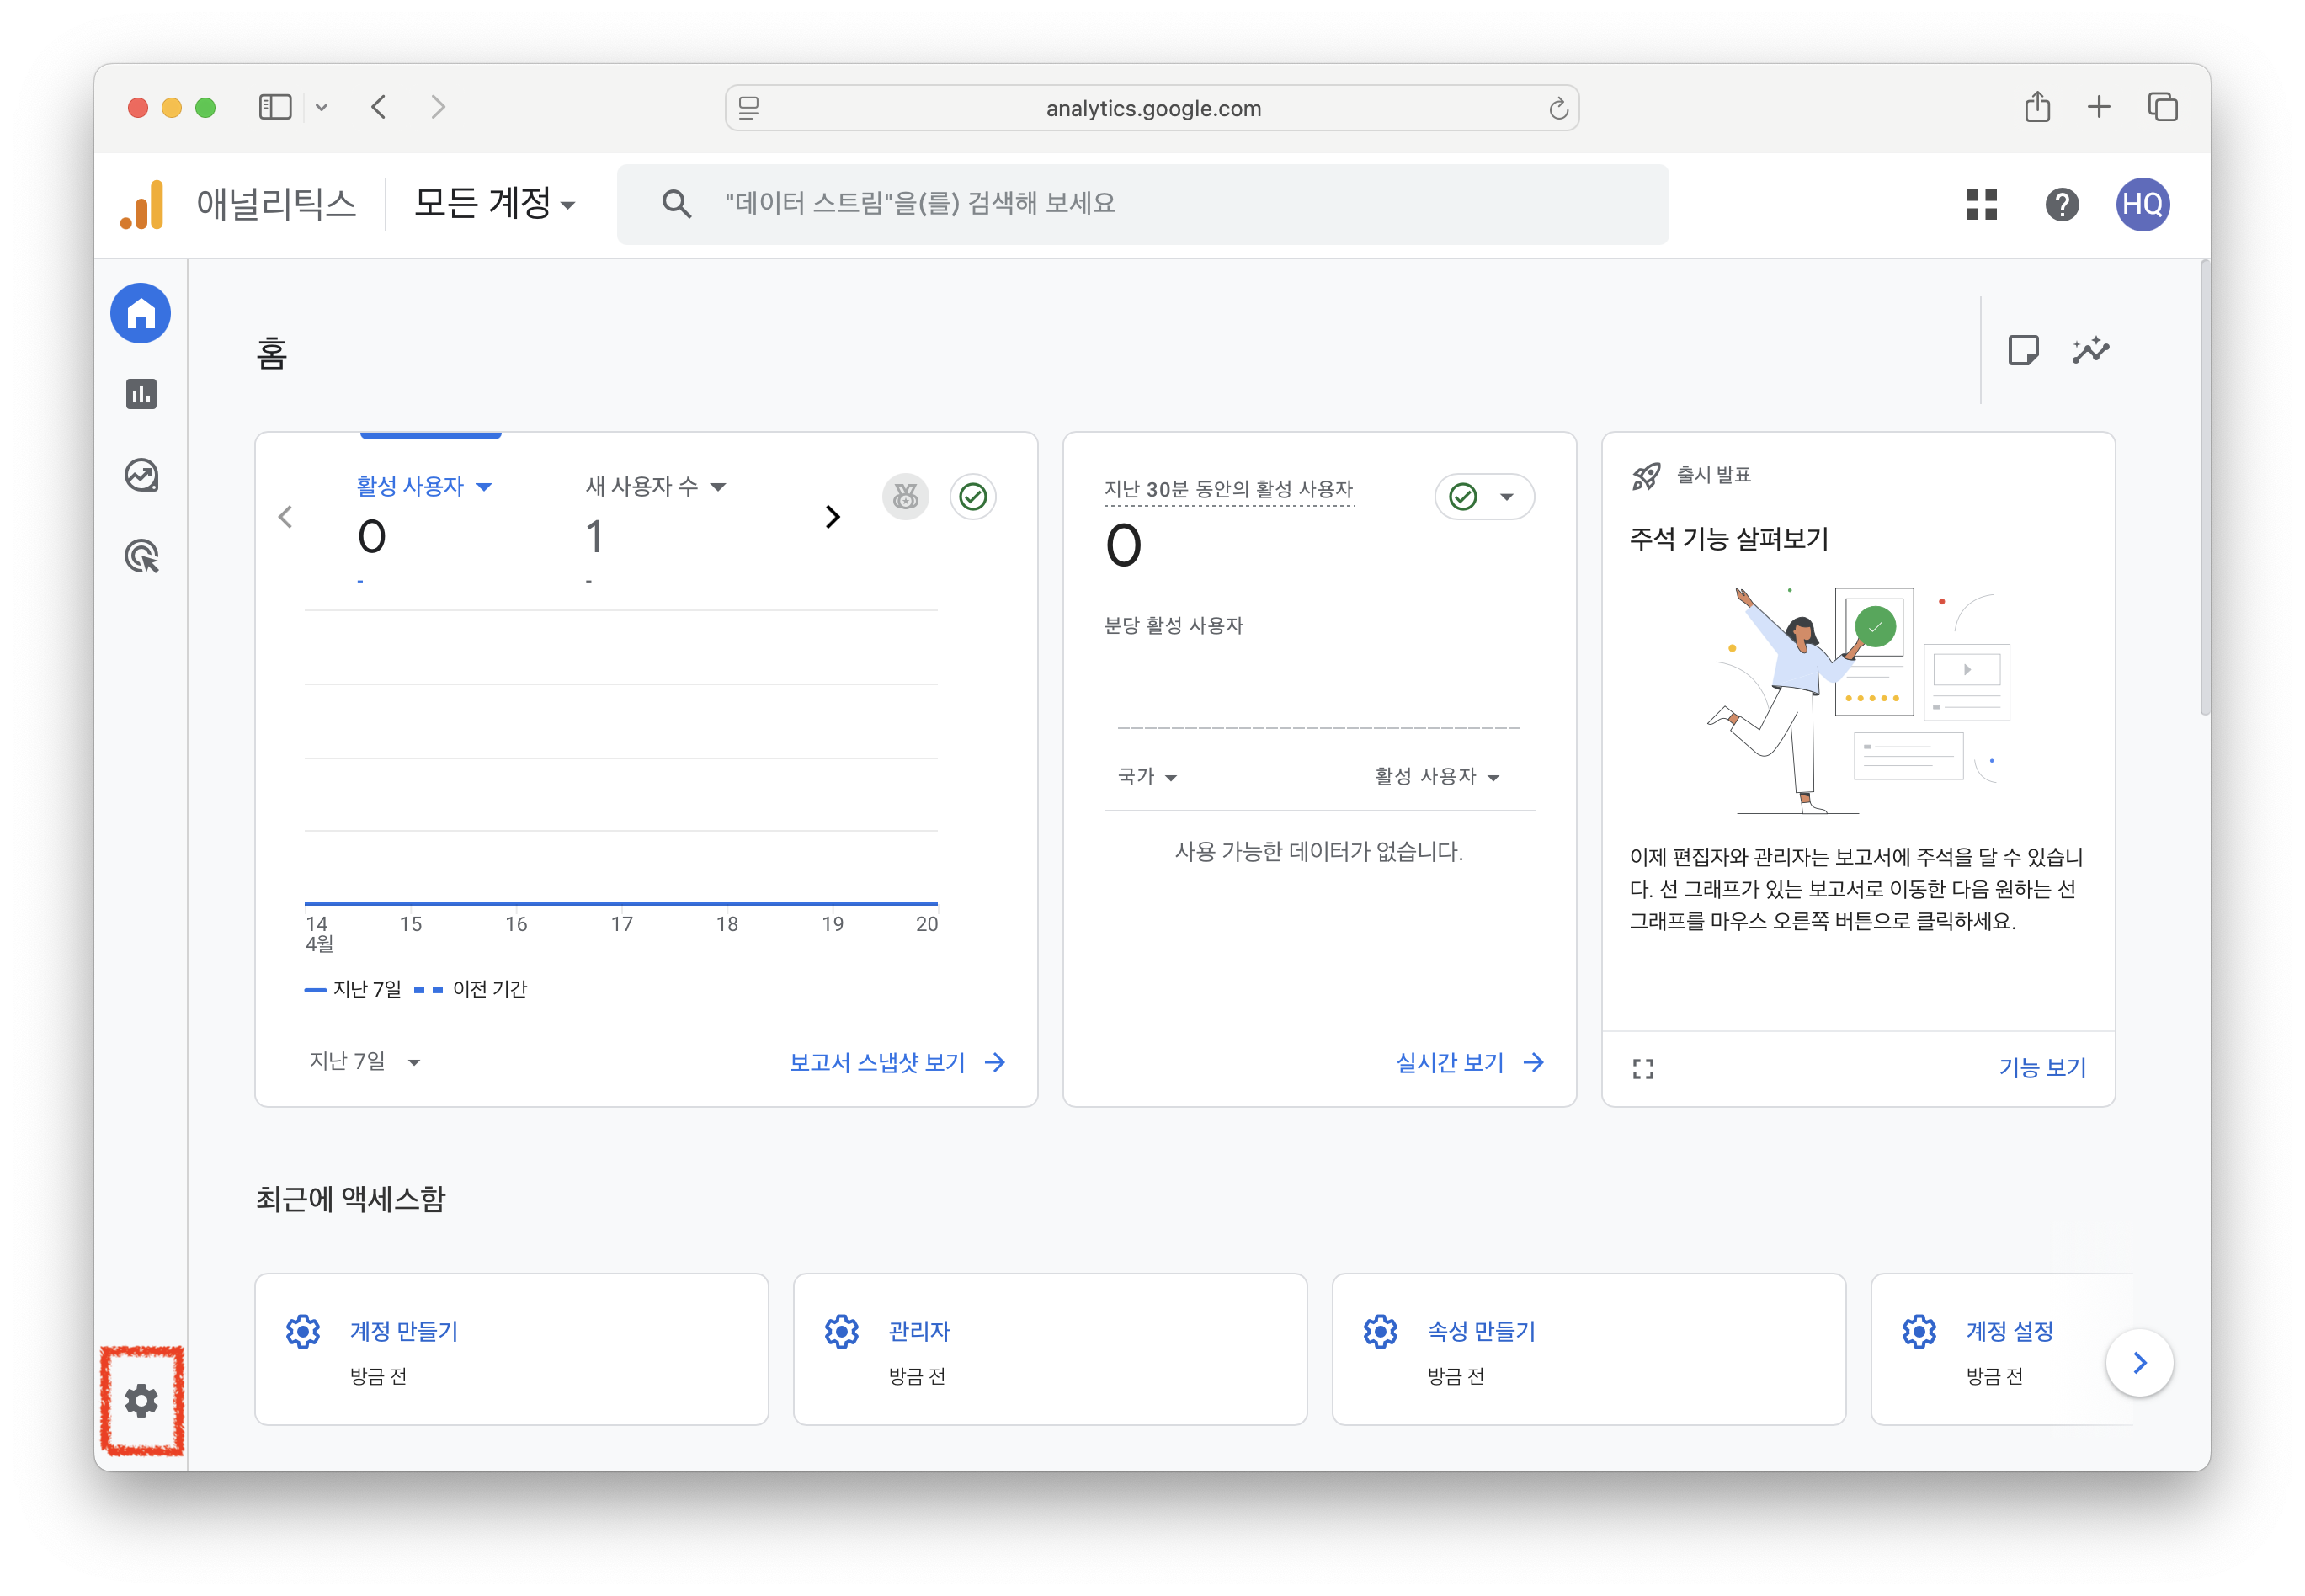 analytics.google.com
애널리틱스
모든 계정
"데이터 스트림"을(를) 검색해 보세요
HQ
홈
활성 사용자
0
-
새 사용자 수
1
-
14
4월
15
16
17
18
19
20
지난 7일
이전 기간
지난 7일
보고서 스냅샷 보기
지난 30분 동안의 활성 사용자
0
분당 활성 사용자
국가
활성 사용자
사용 가능한 데이터가 없습니다.
실시간 보기
출시 발표
주석 기능 살펴보기
이제 편집자와 관리자는 보고서에 주석을 달 수 있습니
다. 선 그래프가 있는 보고서로 이동한 다음 원하는 선
그래프를 마우스 오른쪽 버튼으로 클릭하세요.
기능 보기
최근에 액세스함
계정 만들기
방금 전
관리자
방금 전
속성 만들기
방금 전
계정 설정
방금 전